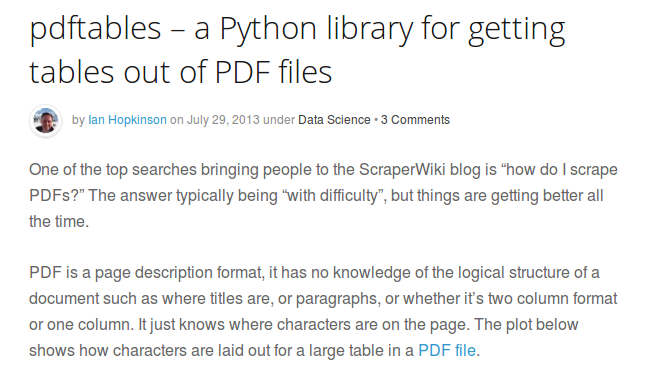 pdftables – a Python library for getting
tables out of PDF files
by Ian Hopkinson on July 29, 2013 under Data Science • 3 Comments
One of the top searches bringing people to the ScraperWiki blog is “how do I scrape
PDFs?” The answer typically being “with difficulty”, but things are getting better all
the time.
PDF is a page description format, it has no knowledge of the logical structure of a
document such as where titles are, or paragraphs, or whether it’s two column format
or one column. It just knows where characters are on the page. The plot below
shows how characters are laid out for a large table in a PDF file.